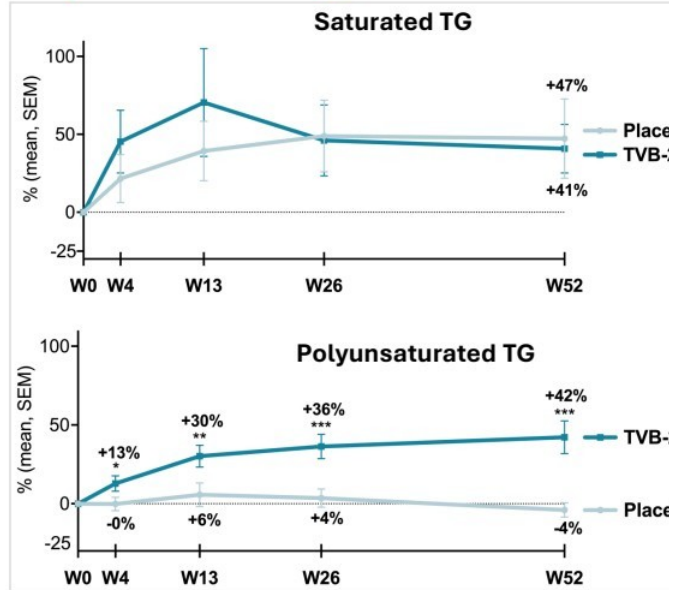 Saturated TG
% (mean, SEM)
100
50
0
-25
+47%
Place
TVB-
+41%
W0 W4 W13 W26 W52
Polyunsaturated TG
% (mean, SEM)
100
50
0
-25
+13%
*
+30%
**
+36%
***
+42%
***
TVB-
-0%
+6%
+4%
-4%
Place
W0 W4 W13 W26 W52